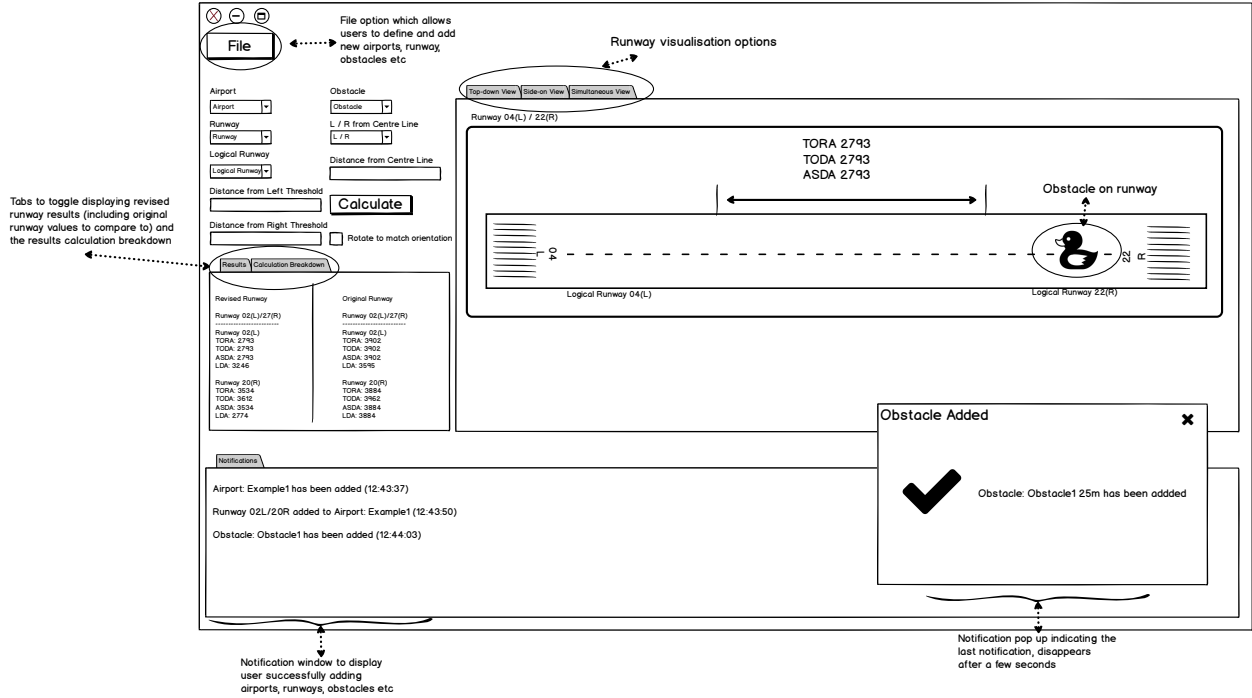 File
File option which allows
users to define and add
new airports, runway,
obstacles etc
Runway visualisation options
Airport
Obstacle
Airport
Obstacle
Runway
L / R from Centre Line
Runway
L / R
Logical Runway
Distance from Centre Line
Logical Runway
Distance from Left Threshold
Calculate
Distance from Right Threshold
Rotate to match orientation
Tabs to toggle displaying revised
runway results (including original
runway values to compare to) and
the results calculation breakdown
Results
Calculation Breakdown
Revised Runway
Runway 02(L)/27(R)
------------------------
Runway 02(L)
TORA: 2793
TODA: 2793
ASDA: 2793
LDA: 3246
Runway 20(R)
TORA: 3534
TODA: 3612
ASDA: 3534
LDA: 2774
Original Runway
Runway 02(L)/27(R)
------------------------
Runway 02(L)
TORA: 3902
TODA: 3902
ASDA: 3902
LDA: 3595
Runway 20(R)
TORA: 3884
TODA: 3962
ASDA: 3884
LDA: 3884
Top-down View
Side-on View
Simultaneous View
Runway 04(L) / 22(R)
TORA 2793
TODA 2793
ASDA 2793
Obstacle on runway
04
L
22
R
Logical Runway 04(L)
Logical Runway 22(R)
Notifications
Airport: Example1 has been added (12:43:37)
Runway 02L/20R added to Airport: Example1 (12:43:50)
Obstacle: Obstacle1 has been added (12:44:03)
Obstacle Added
Obstacle: Obstacle1 25m has been addded
Notification window to display
user successfully adding
airports, runways, obstacles etc
Notification pop up indicating the
last notification, disappears
after a few seconds